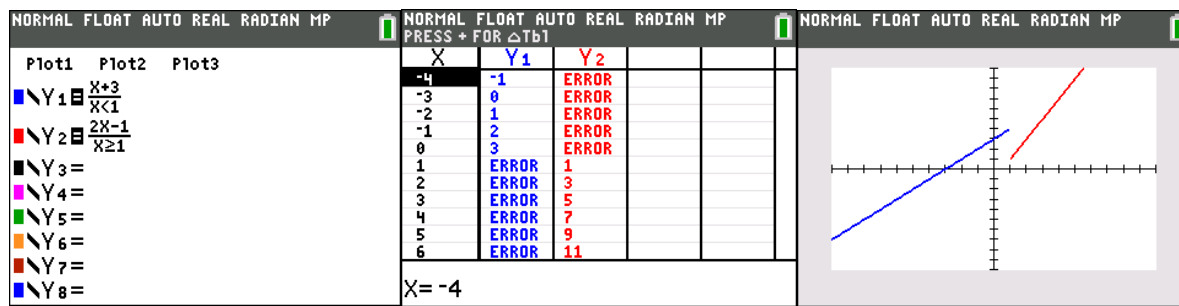 NORMAL FLOAT AUTO REAL RADIAN MP
Plot1 Plot2 Plot3
\Y1=X+3
X<1
\Y2=2X-1
X≥1
\Y3=
\Y4=
\Y5=
\Y6=
\Y7=
\Y8=
NORMAL FLOAT AUTO REAL RADIAN MP
PRESS + FOR △Tbl
X Y1 Y2
-4 -1 ERROR
-3 0 ERROR
-2 1 ERROR
-1 2 ERROR
0 3 ERROR
1 ERROR 1
2 ERROR 3
3 ERROR 5
4 ERROR 7
5 ERROR 9
6 ERROR 11
X=-4
NORMAL FLOAT AUTO REAL RADIAN MP